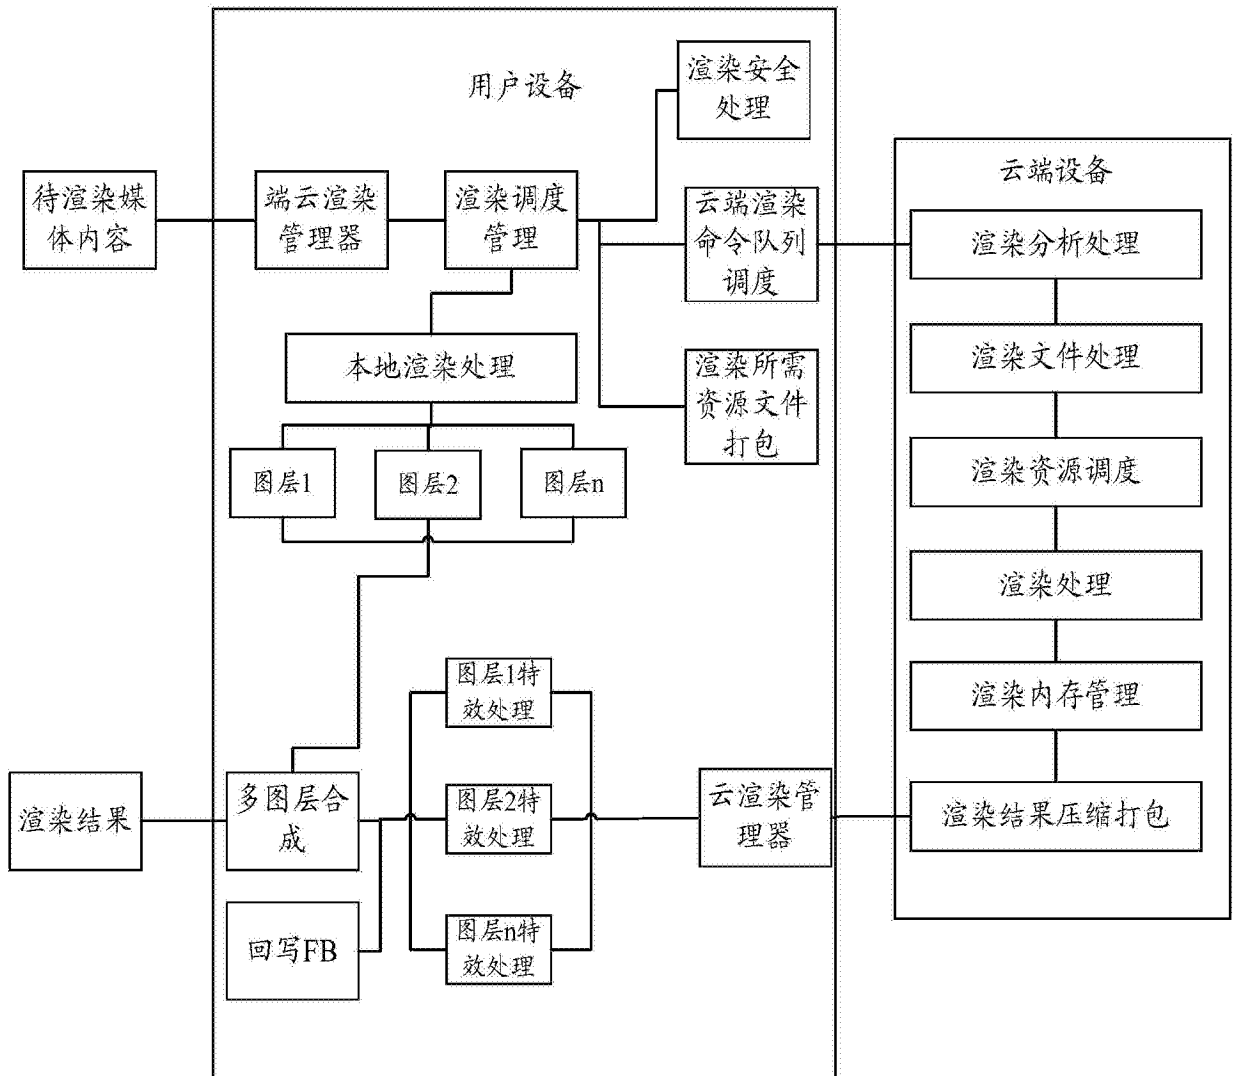 用户设备
渲染安全
处理
云端设备
待渲染媒
体内容
端云渲染
管理器
渲染调度
管理
云端渲染
命令队列
调度
渲染分析处理
本地渲染处理
渲染所需
资源文件
打包
渲染文件处理
图层1
图层2
图层n
渲染资源调度
渲染处理
图层1特
效处理
渲染内存管理
渲染结果
多图层合
成
图层2特
效处理
云渲染管
理器
渲染结果压缩打包
回写FB
图层n特
效处理